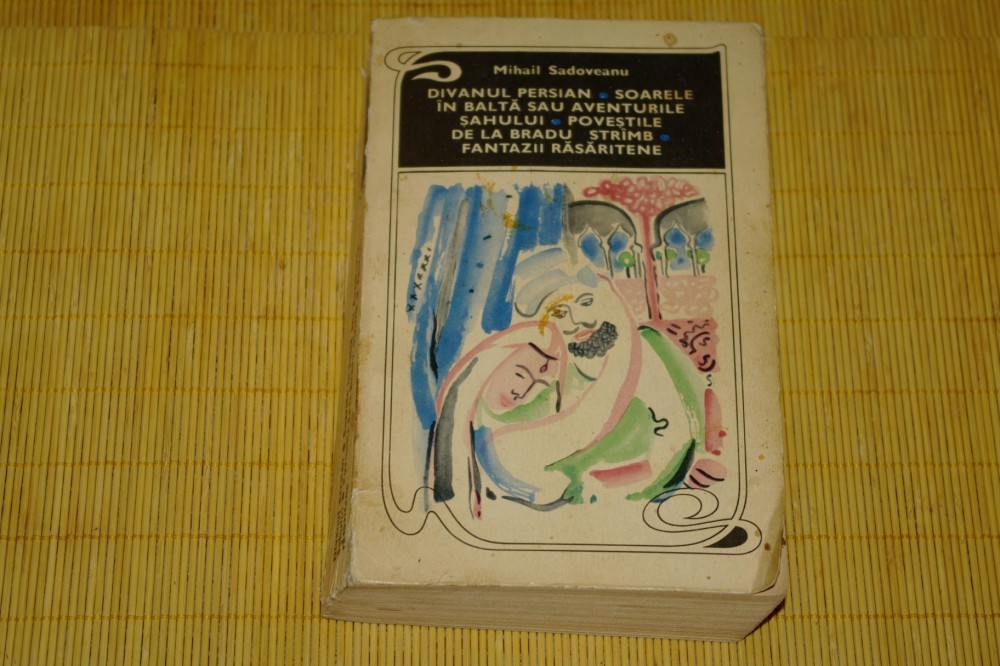 Mihail Sadoveanu
DIVANUL PERSIAN • SOARELE
ÎN BALTĂ SAU AVENTURILE
ȘAHULUI • POVEȘTILE
DE LA BRADU STRÎMB •
FANTAZII RĂSĂRITENE